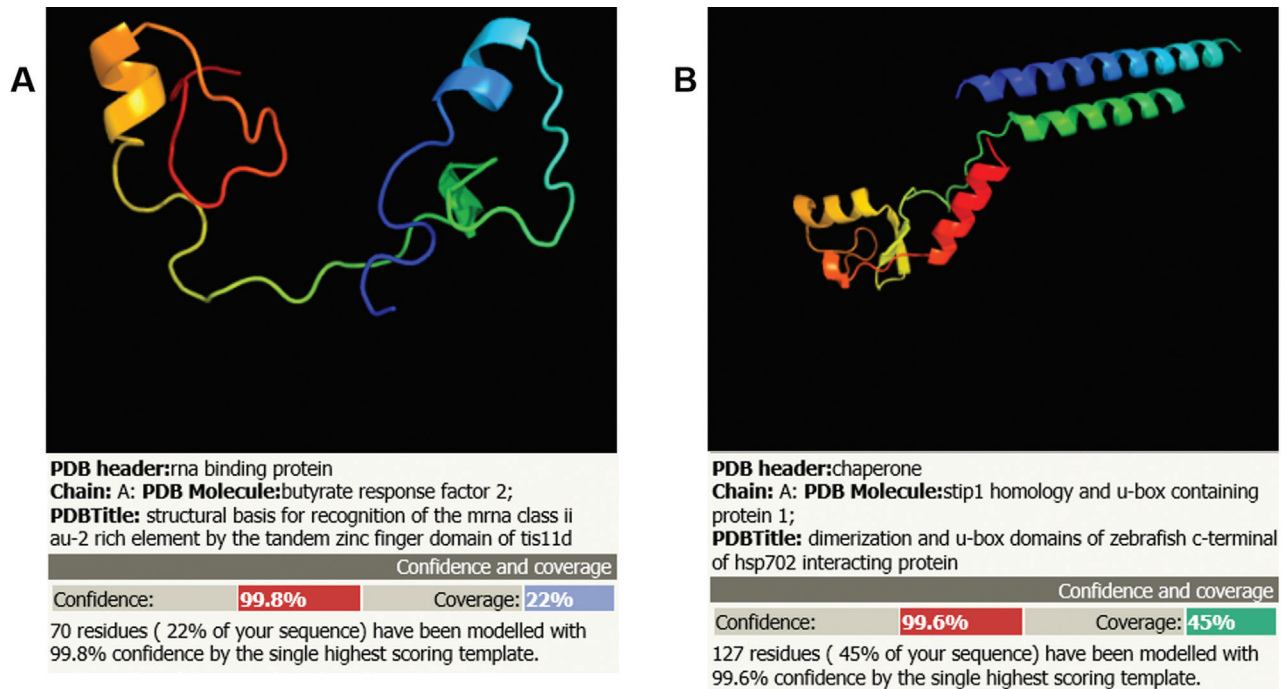 A
PDB header:rna binding protein
Chain: A: PDB Molecule:butyrate response factor 2;
PDBTitle: structural basis for recognition of the mrna class ii
au-2 rich element by the tandem zinc finger domain of tis11d
Confidence and coverage
Confidence: 99.8% Coverage: 22%
70 residues ( 22% of your sequence) have been modelled with
99.8% confidence by the single highest scoring template.
B
PDB header:chaperone
Chain: A: PDB Molecule:stip1 homology and u-box containing
protein 1;
PDBTitle: dimerization and u-box domains of zebrafish c-terminal
of hsp702 interacting protein
Confidence and coverage
Confidence: 99.6% Coverage: 45%
127 residues ( 45% of your sequence) have been modelled with
99.6% confidence by the single highest scoring template.